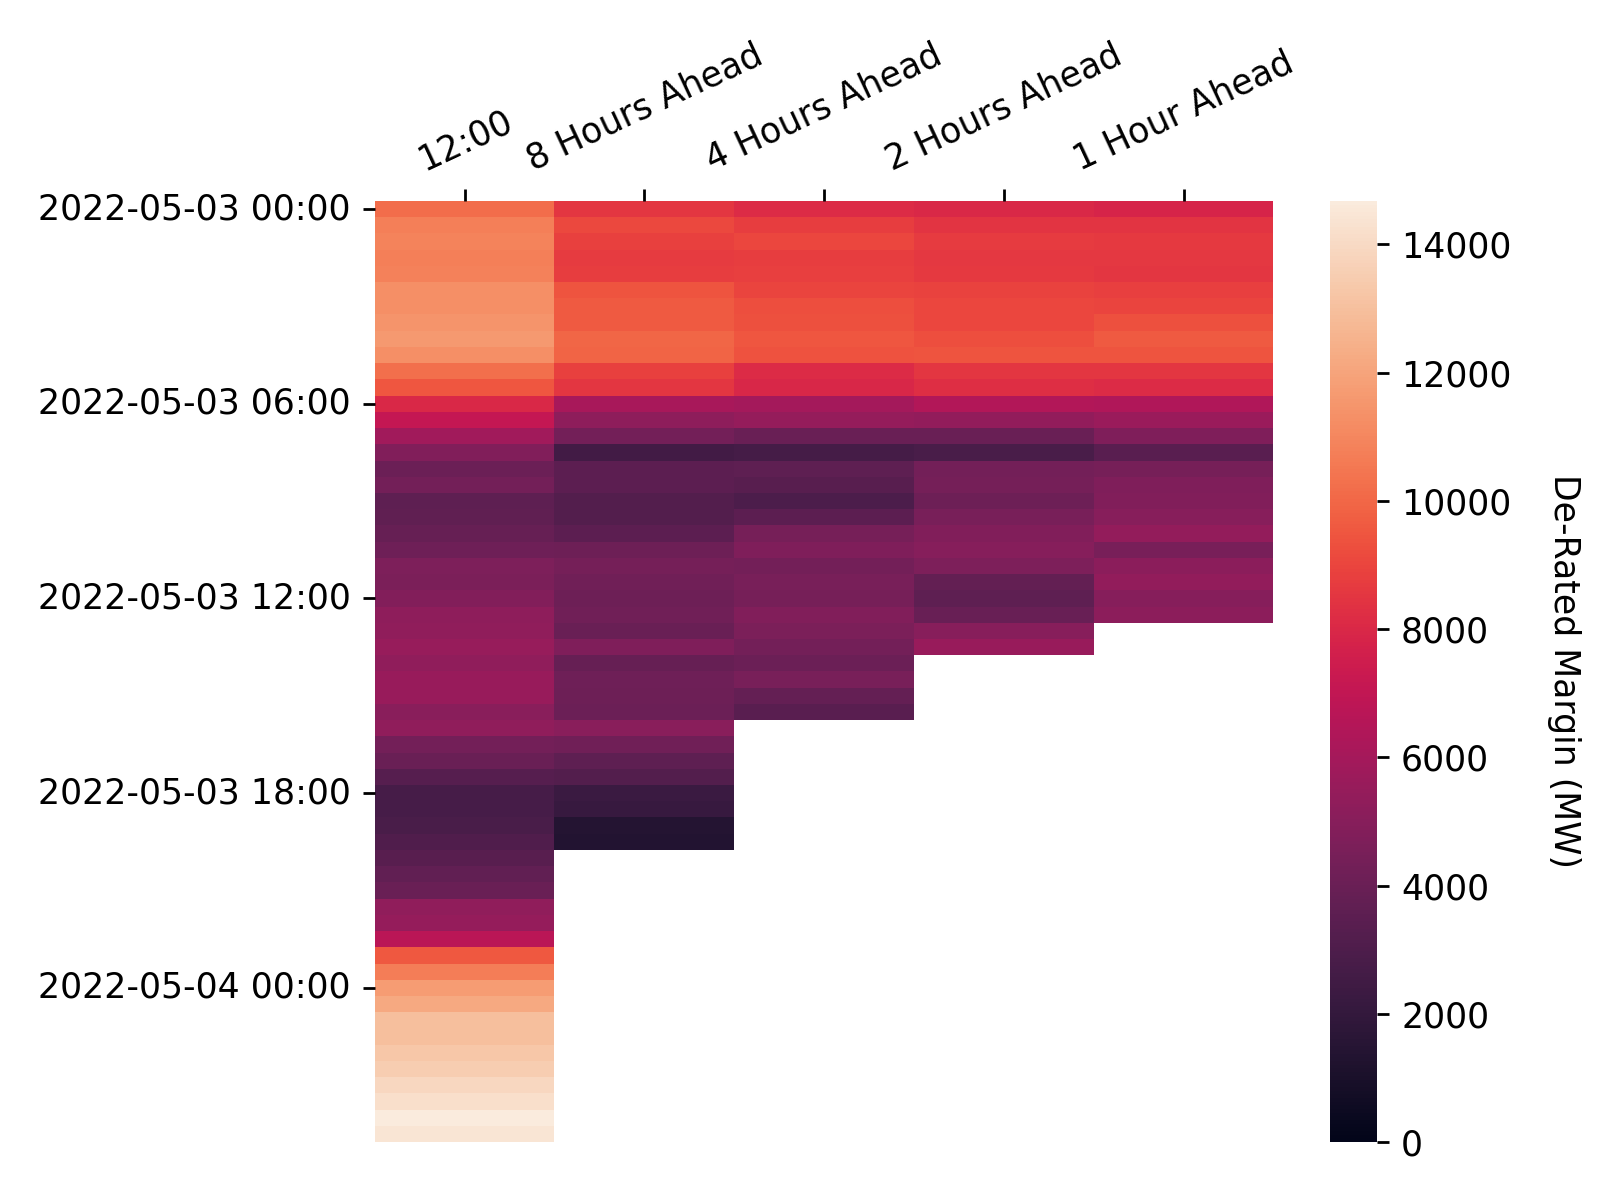 12:00
8 Hours Ahead
4 Hours Ahead
2 Hours Ahead
1 Hour Ahead
2022-05-03 00:00
2022-05-03 06:00
2022-05-03 12:00
2022-05-03 18:00
2022-05-04 00:00
14000
12000
10000
8000
6000
4000
2000
0
De-Rated Margin (MW)